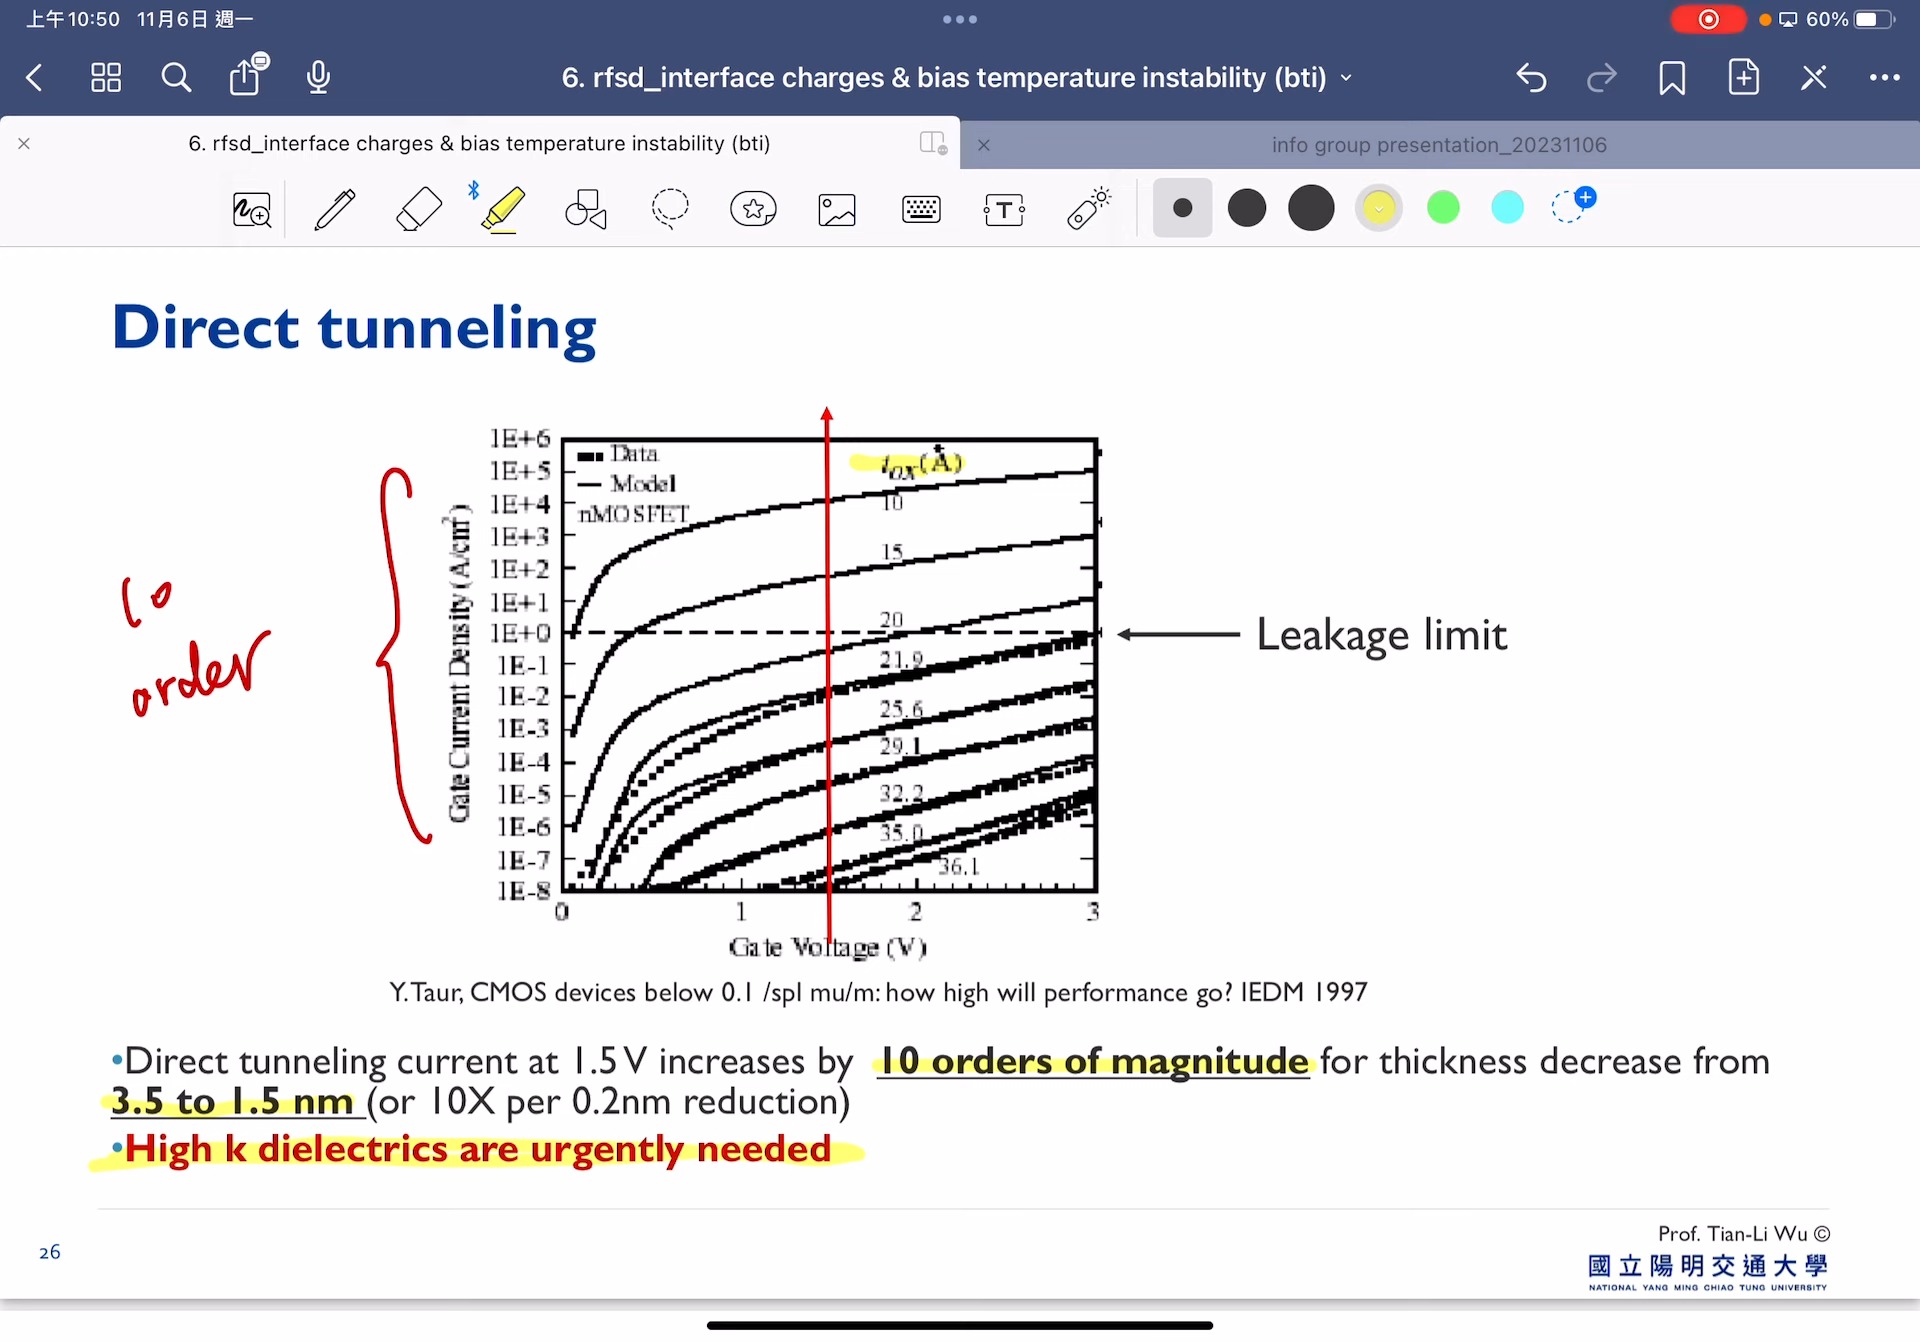 上午10:50 11月6日 週一
60%
6. rfsd_interface charges & bias temperature instability (bti)
6. rfsd_interface charges & bias temperature instability (bti)
info group presentation_20231106
Direct tunneling
10
order
Gate Current Density (A/cm²)
1E+6
1E+5
1E+4
1E+3
1E+2
1E+1
1E+0
1E-1
1E-2
1E-3
1E-4
1E-5
1E-6
1E-7
1E-8
Data
Model
nMOSFET
tOX(Å)
10
15
20
21.9
25.6
29.1
32.2
35.0
36.1
0 1 2 3
Gate Voltage (V)
Leakage limit
Y.Taur, CMOS devices below 0.1 /spl mu/m: how high will performance go? IEDM 1997
•Direct tunneling current at 1.5 V increases by 10 orders of magnitude for thickness decrease from
3.5 to 1.5 nm (or 10X per 0.2nm reduction)
•High k dielectrics are urgently needed
26
Prof. Tian-Li Wu ©
國立陽明交通大學
NATIONAL YANG MING CHIAO TUNG UNIVERSITY